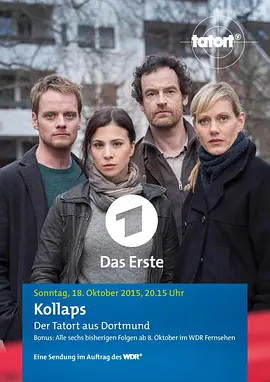 tatort
1
Das Erste
Sonntag, 18. Oktober 2015, 20.15 Uhr
Kollaps
Der Tatort aus Dortmund
Bonus: Alle sechs bisherigen Folgen ab 8. Oktober im WDR Fernsehen
Eine Sendung im Auftrag des WDR